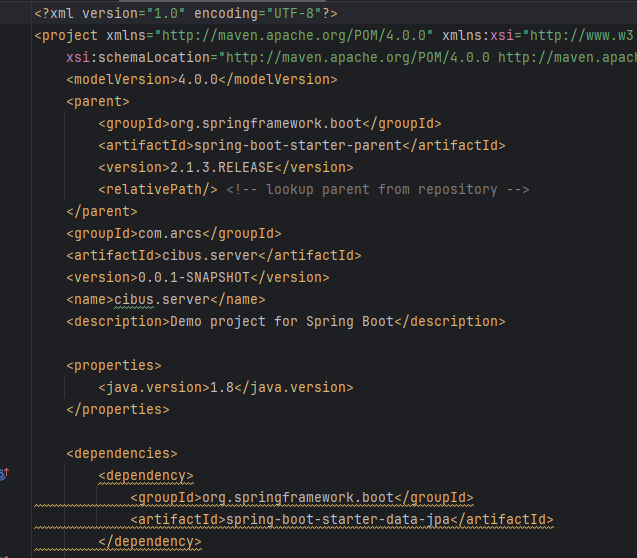 <?xml version="1.0" encoding="UTF-8"?>
<project xmlns="http://maven.apache.org/POM/4.0.0" xmlns:xsi="http://www.w3
xsi:schemaLocation="http://maven.apache.org/POM/4.0.0 http://maven.apac
<modelVersion>4.0.0</modelVersion>
<parent>
<groupId>org.springframework.boot</groupId>
<artifactId>spring-boot-starter-parent</artifactId>
<version>2.1.3.RELEASE</version>
<relativePath/> <!-- lookup parent from repository -->
</parent>
<groupId>com.arcs</groupId>
<artifactId>cibus.server</artifactId>
<version>0.0.1-SNAPSHOT</version>
<name>cibus.server</name>
<description>Demo project for Spring Boot</description>
<properties>
<java.version>1.8</java.version>
</properties>
<dependencies>
<dependency>
<groupId>org.springframework.boot</groupId>
<artifactId>spring-boot-starter-data-jpa</artifactId>
</dependency>